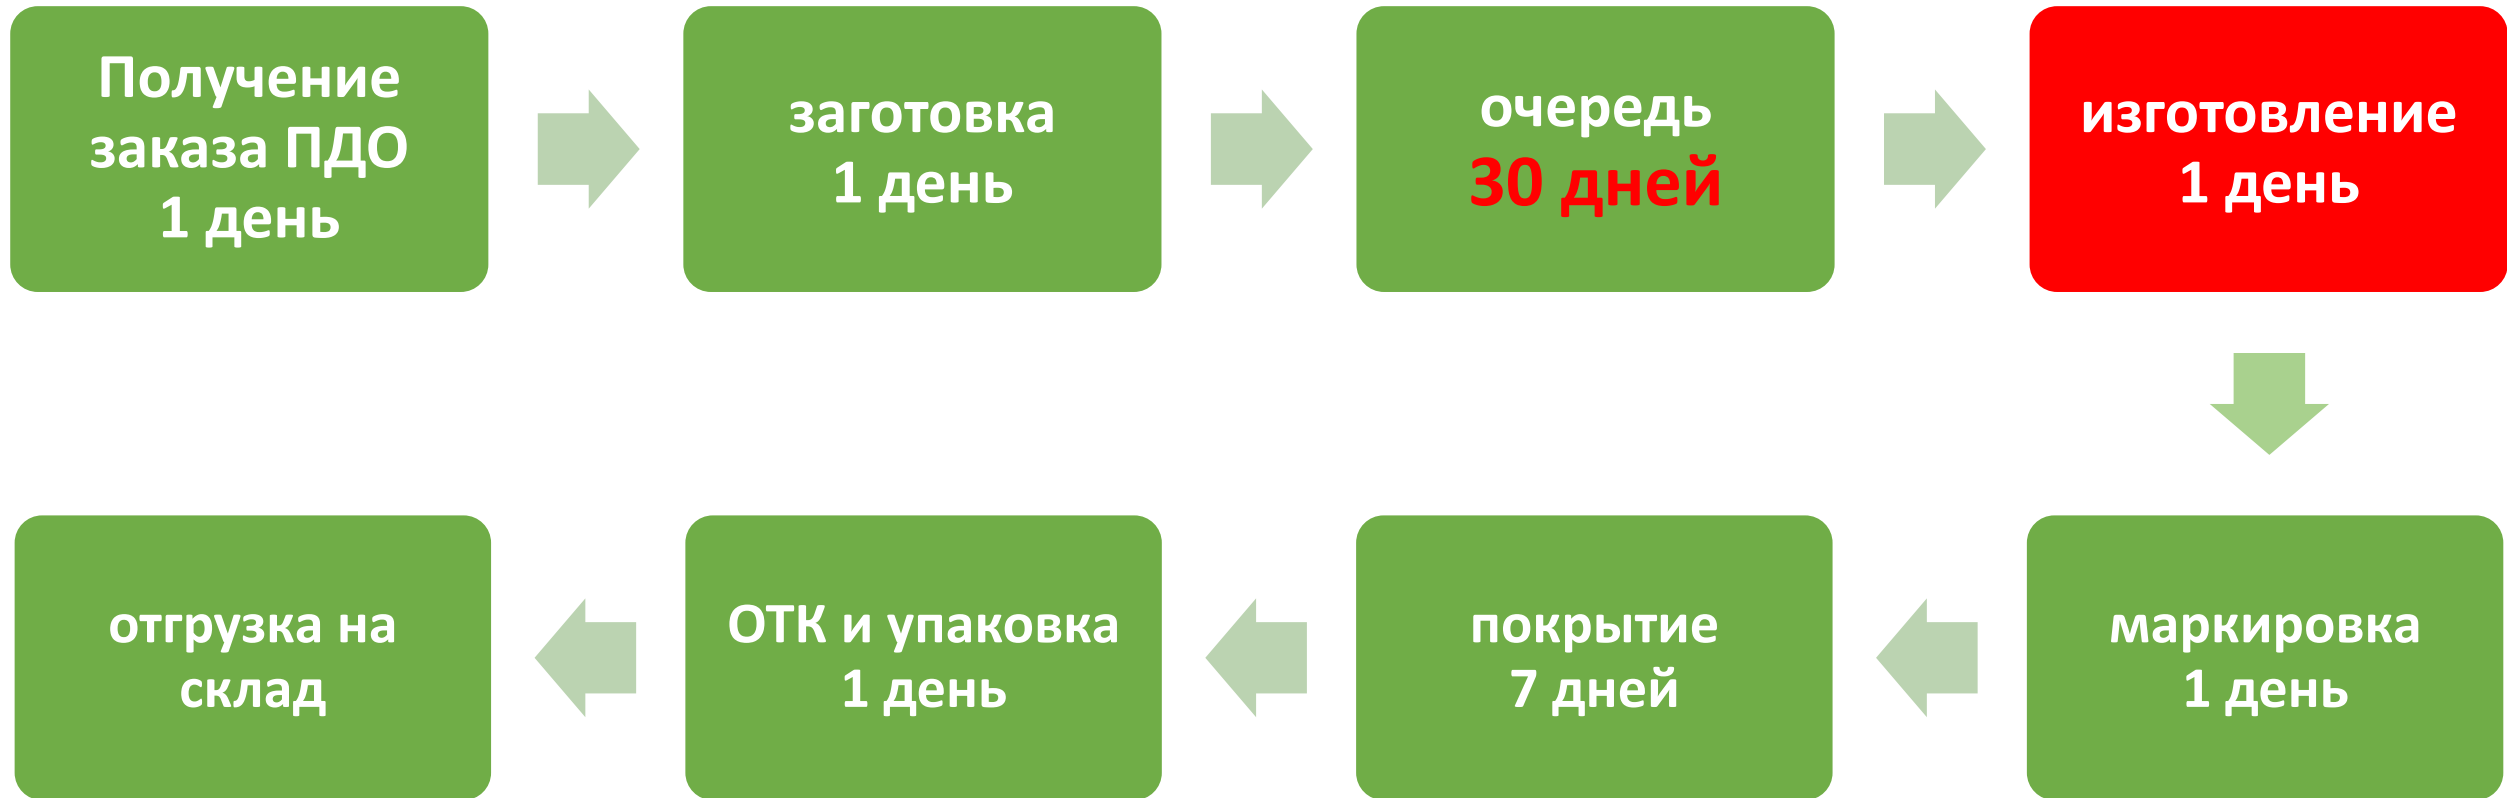 Получение
заказа ПДО
1 день
заготовка
1 день
очередь
30 дней
изготовление
1 день
маркировка
1 день
покрытие
7 дней
ОТК и упаковка
1 день
отгрузка на
склад